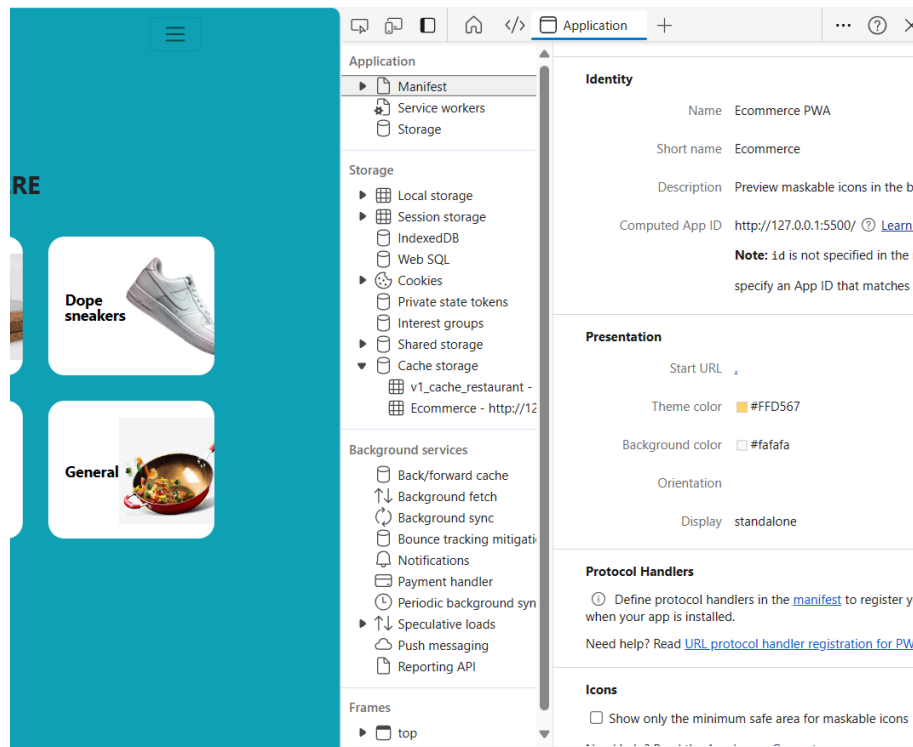 RE
Dope
sneakers
General
Application
Application
Manifest
Service workers
Storage
Storage
Local storage
Session storage
IndexedDB
Web SQL
Cookies
Private state tokens
Interest groups
Shared storage
Cache storage
v1_cache_restaurant -
Ecommerce - http://12
Background services
Back/forward cache
Background fetch
Background sync
Bounce tracking mitigati
Notifications
Payment handler
Periodic background syn
Speculative loads
Push messaging
Reporting API
Frames
top
Identity
Name Ecommerce PWA
Short name Ecommerce
Description Preview maskable icons in the b
Computed App ID http://127.0.0.1:5500/ ? Learn
Note: id is not specified in the
specify an App ID that matches
Presentation
Start URL .
Theme color #FFD567
Background color #fafafa
Orientation
Display standalone
Protocol Handlers
Define protocol handlers in the manifest to register y
when your app is installed.
Need help? Read URL protocol handler registration for PW
Icons
Show only the minimum safe area for maskable icons